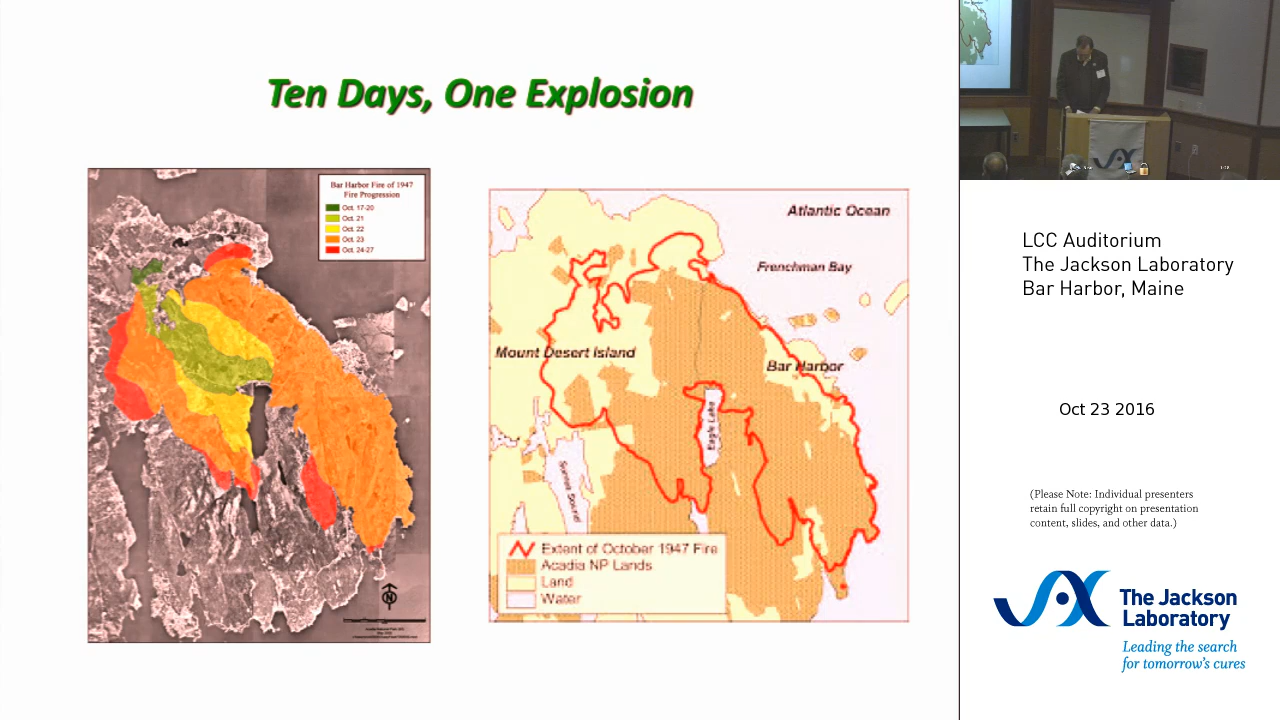 Ten Days, One Explosion
Bar Harbor Fire of 1947
Fire Progression
Oct. 17-20
Oct. 21
Oct. 22
Oct. 23
Oct. 24-27
N
Atlantic Ocean
Frenchman Bay
Mount Desert Island
Bar Harbor
Eagle Lake
Somes Sound
Extent of October 1947 Fire
Acadia NP Lands
Land
Water
LCC Auditorium
The Jackson Laboratory
Bar Harbor, Maine
Oct 23 2016
(Please Note: Individual presenters
retain full copyright on presentation
content, slides, and other data.)
The Jackson
Laboratory
Leading the search
for tomorrow's cures